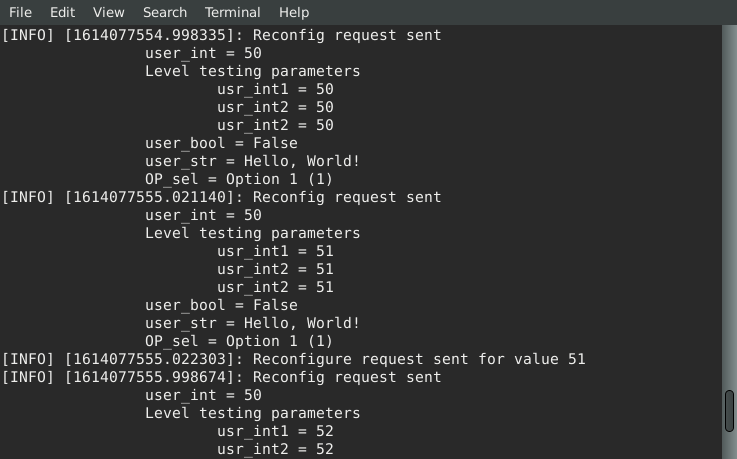 File Edit View Search Terminal Help
[INFO] [1614077554.998335]: Reconfig request sent
user_int = 50
Level testing parameters
usr_int1 = 50
usr_int2 = 50
usr_int2 = 50
user_bool = False
user_str = Hello, World!
OP_sel = Option 1 (1)
[INFO] [1614077555.021140]: Reconfig request sent
user_int = 50
Level testing parameters
usr_int1 = 51
usr_int2 = 51
usr_int2 = 51
user_bool = False
user_str = Hello, World!
OP_sel = Option 1 (1)
[INFO] [1614077555.022303]: Reconfigure request sent for value 51
[INFO] [1614077555.998674]: Reconfig request sent
user_int = 50
Level testing parameters
usr_int1 = 52
usr_int2 = 52